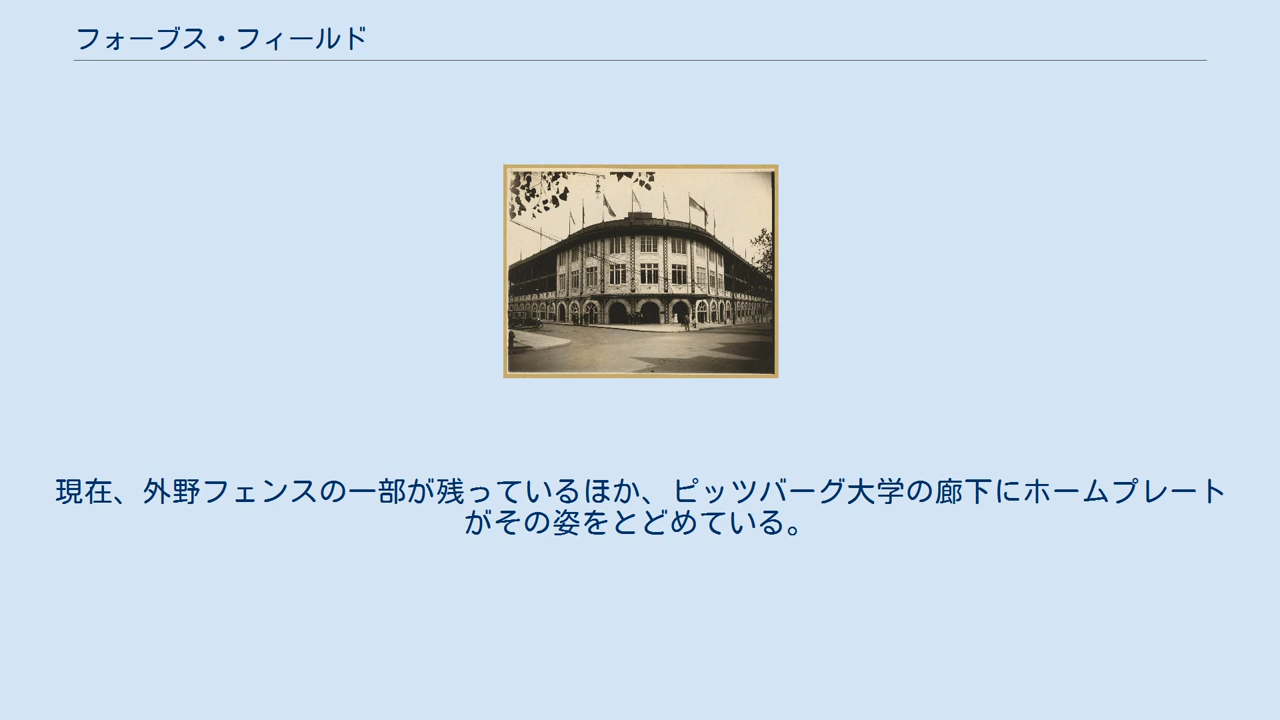 フォーブス・フィールド
現在、外野フェンスの一部が残っているほか、ピッツバーグ大学の廊下にホームプレート
がその姿をとどめている。